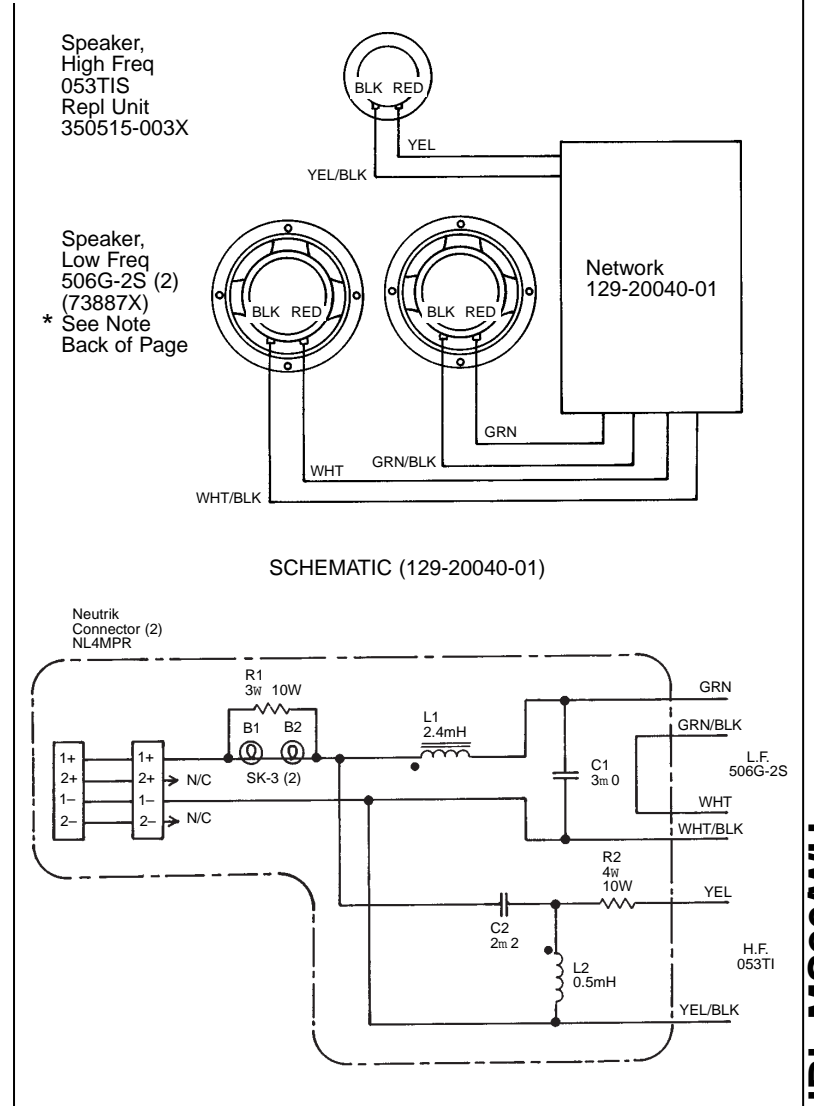 Speaker,
High Freq
053TIS
Repl Unit
350515-003X
BLK RED
YEL
YEL/BLK
Speaker,
Low Freq
506G-2S (2)
(73887X)
* See Note
Back of Page
BLK RED
BLK RED
Network
129-20040-01
GRN
GRN/BLK
WHT
WHT/BLK
SCHEMATIC (129-20040-01)
Neutrik
Connector (2)
NL4MPR
R1
3w 10W
B1 B2
SK-3 (2)
L1
2.4mH
1+ 1+
2+ 2+ N/C
1– 1–
2– 2– N/C
C1
3m0
GRN
GRN/BLK
L.F.
506G-2S
WHT
WHT/BLK
R2
4w
10W
YEL
C2
2m2
L2
0.5mH
H.F.
053TI
YEL/BLK